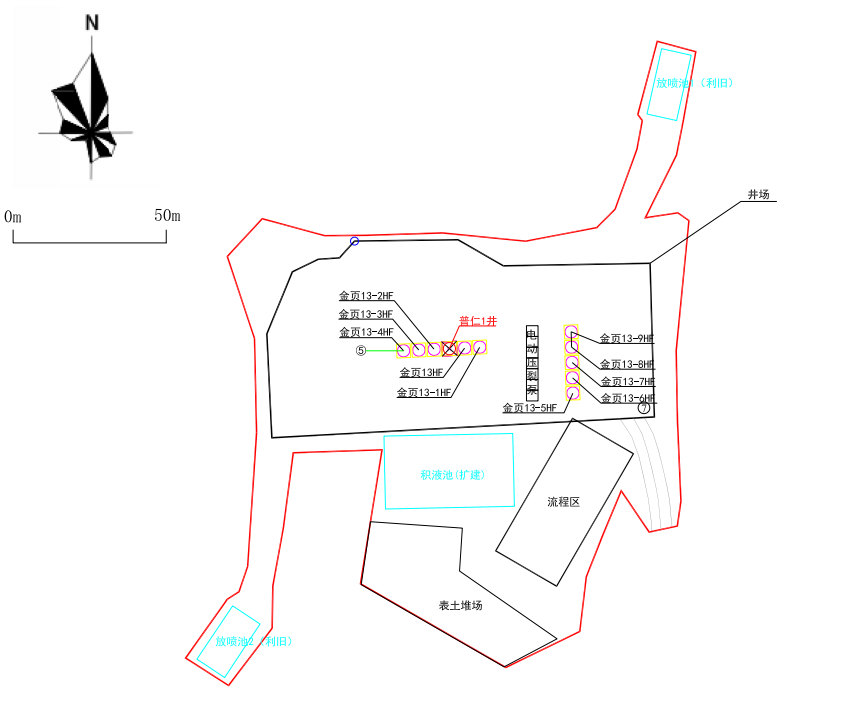 N
0m
50m
放喷池1 (利旧)
井场
金页13-2HF
金页13-3HF
金页13-4HF
普仁1井
⑤
金页13HF
金页13-1HF
电
动
压
裂
泵
金页13-9HF
金页13-8HF
金页13-7HF
金页13-6HF
金页13-5HF
⑦
积液池(扩建)
流程区
表土堆场
放喷池2 (利旧)